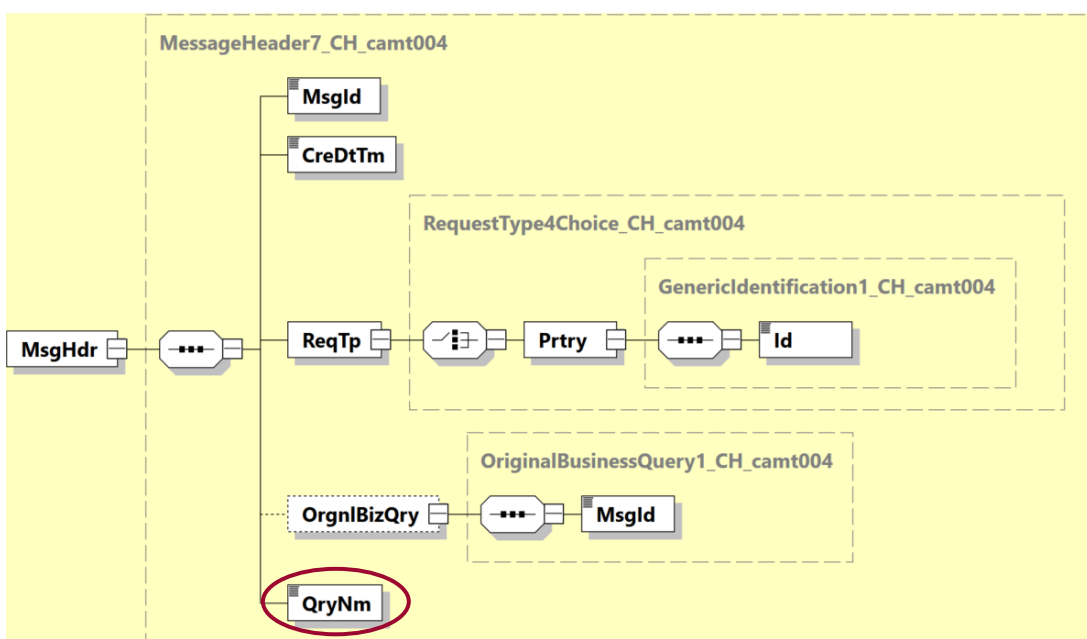 MessageHeader7_CH_camt004
MsgId
CreDtTm
RequestType4Choice_CH_camt004
GenericIdentification1_CH_camt004
MsgHdr
ReqTp
Prtry
Id
OriginalBusinessQuery1_CH_camt004
OrgnlBizQry
MsgId
QryNm